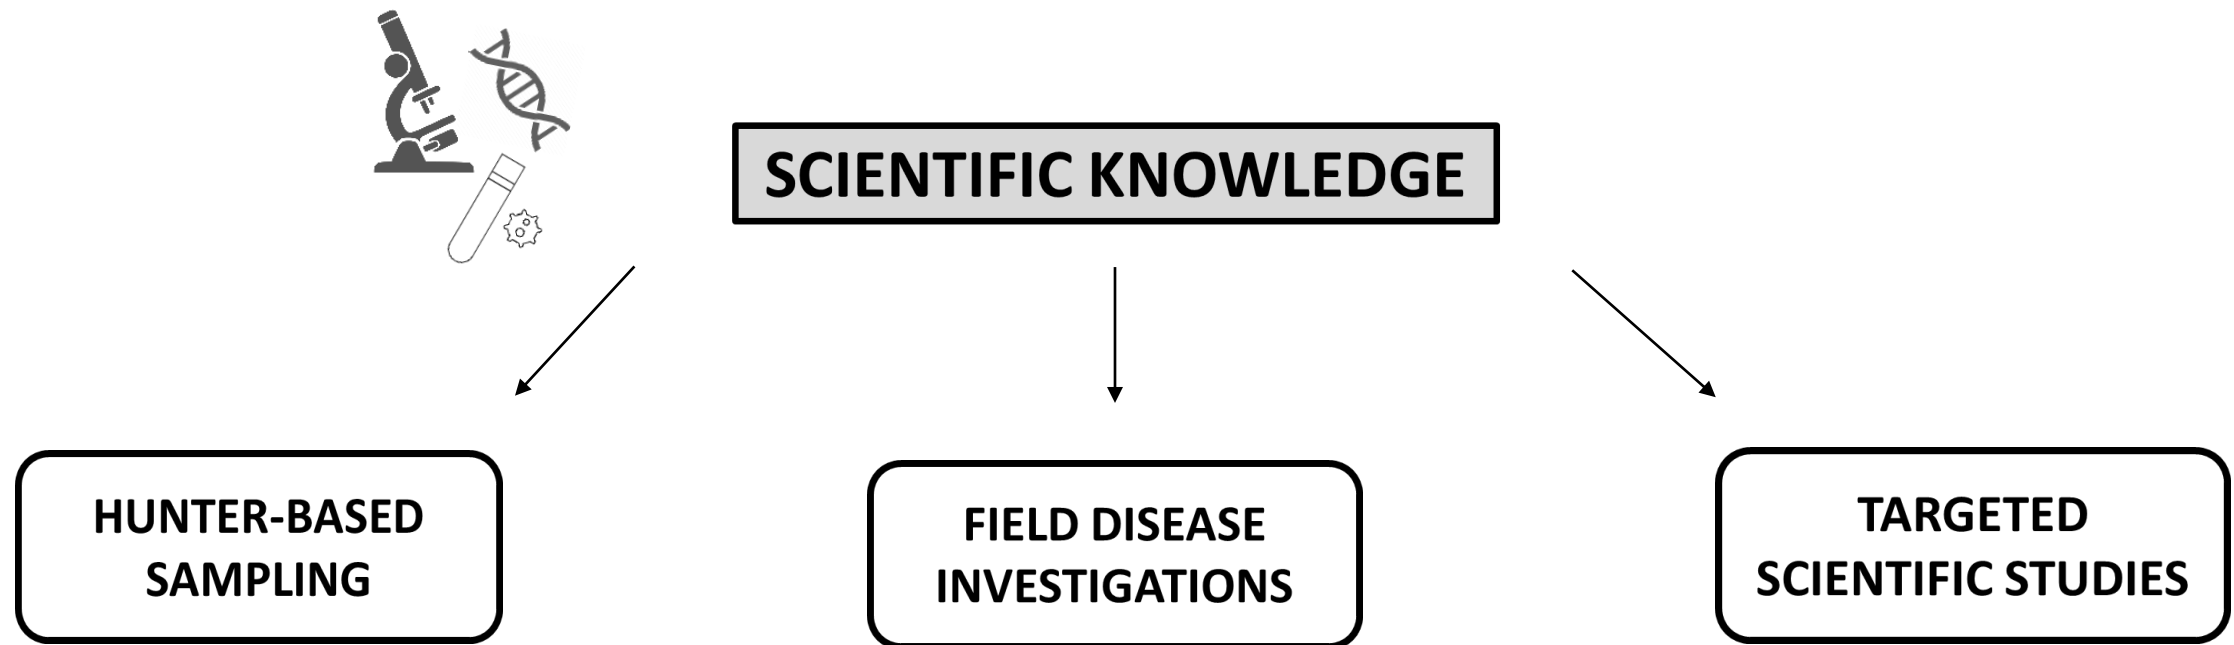 SCIENTIFIC KNOWLEDGE
HUNTER-BASED
SAMPLING
FIELD DISEASE
INVESTIGATIONS
TARGETED
SCIENTIFIC STUDIES